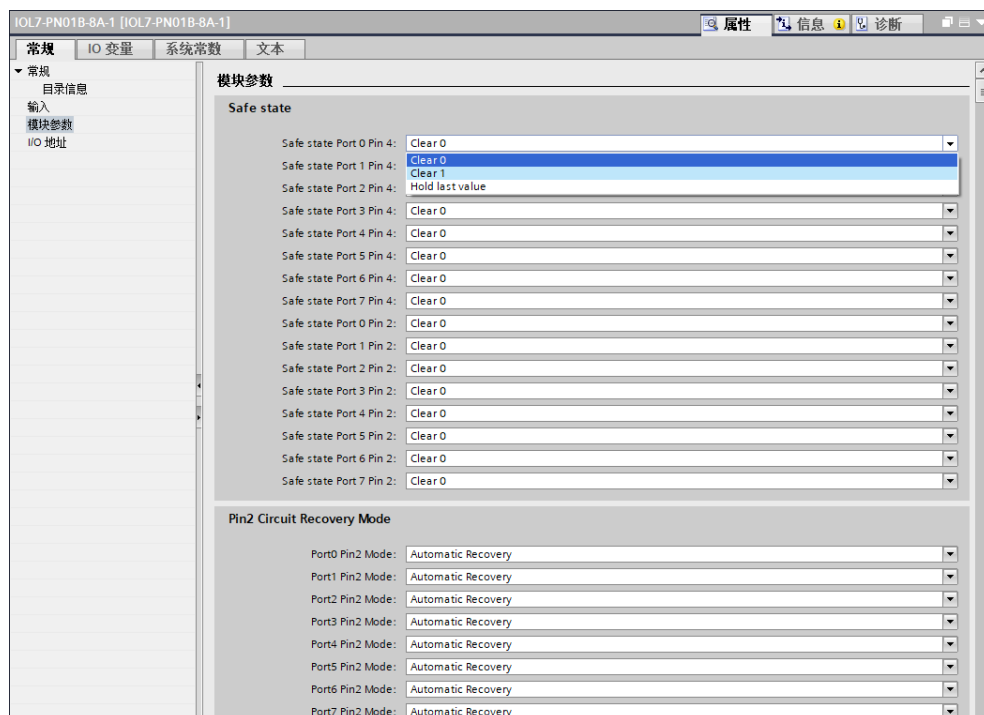 IOL7-PN01B-8A-1 [IOL7-PN01B-8A-1]
属性
信息
诊断
常规
IO 变量
系统常数
文本
常规
目录信息
输入
模块参数
I/O 地址
模块参数
Safe state
Safe state Port 0 Pin 4: Clear 0
Clear 0
Safe state Port 1 Pin 4:
Clear 1
Safe state Port 2 Pin 4:
Hold last value
Safe state Port 3 Pin 4: Clear 0
Safe state Port 4 Pin 4: Clear 0
Safe state Port 5 Pin 4: Clear 0
Safe state Port 6 Pin 4: Clear 0
Safe state Port 7 Pin 4: Clear 0
Safe state Port 0 Pin 2: Clear 0
Safe state Port 1 Pin 2: Clear 0
Safe state Port 2 Pin 2: Clear 0
Safe state Port 3 Pin 2: Clear 0
Safe state Port 4 Pin 2: Clear 0
Safe state Port 5 Pin 2: Clear 0
Safe state Port 6 Pin 2: Clear 0
Safe state Port 7 Pin 2: Clear 0
Pin2 Circuit Recovery Mode
Port0 Pin2 Mode: Automatic Recovery
Port1 Pin2 Mode: Automatic Recovery
Port2 Pin2 Mode: Automatic Recovery
Port3 Pin2 Mode: Automatic Recovery
Port4 Pin2 Mode: Automatic Recovery
Port5 Pin2 Mode: Automatic Recovery
Port6 Pin2 Mode: Automatic Recovery
Port7 Pin2 Mode: Automatic Recovery